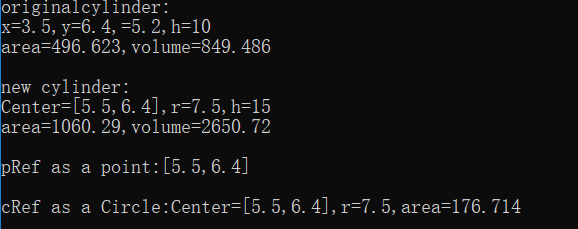 originalcylinder:
x=3.5,y=6.4,=5.2,h=10
area=496.623,volume=849.486
new cylinder:
Center=[5.5,6.4],r=7.5,h=15
area=1060.29,volume=2650.72
pRef as a point:[5.5,6.4]
cRef as a Circle:Center=[5.5,6.4],r=7.5,area=176.714